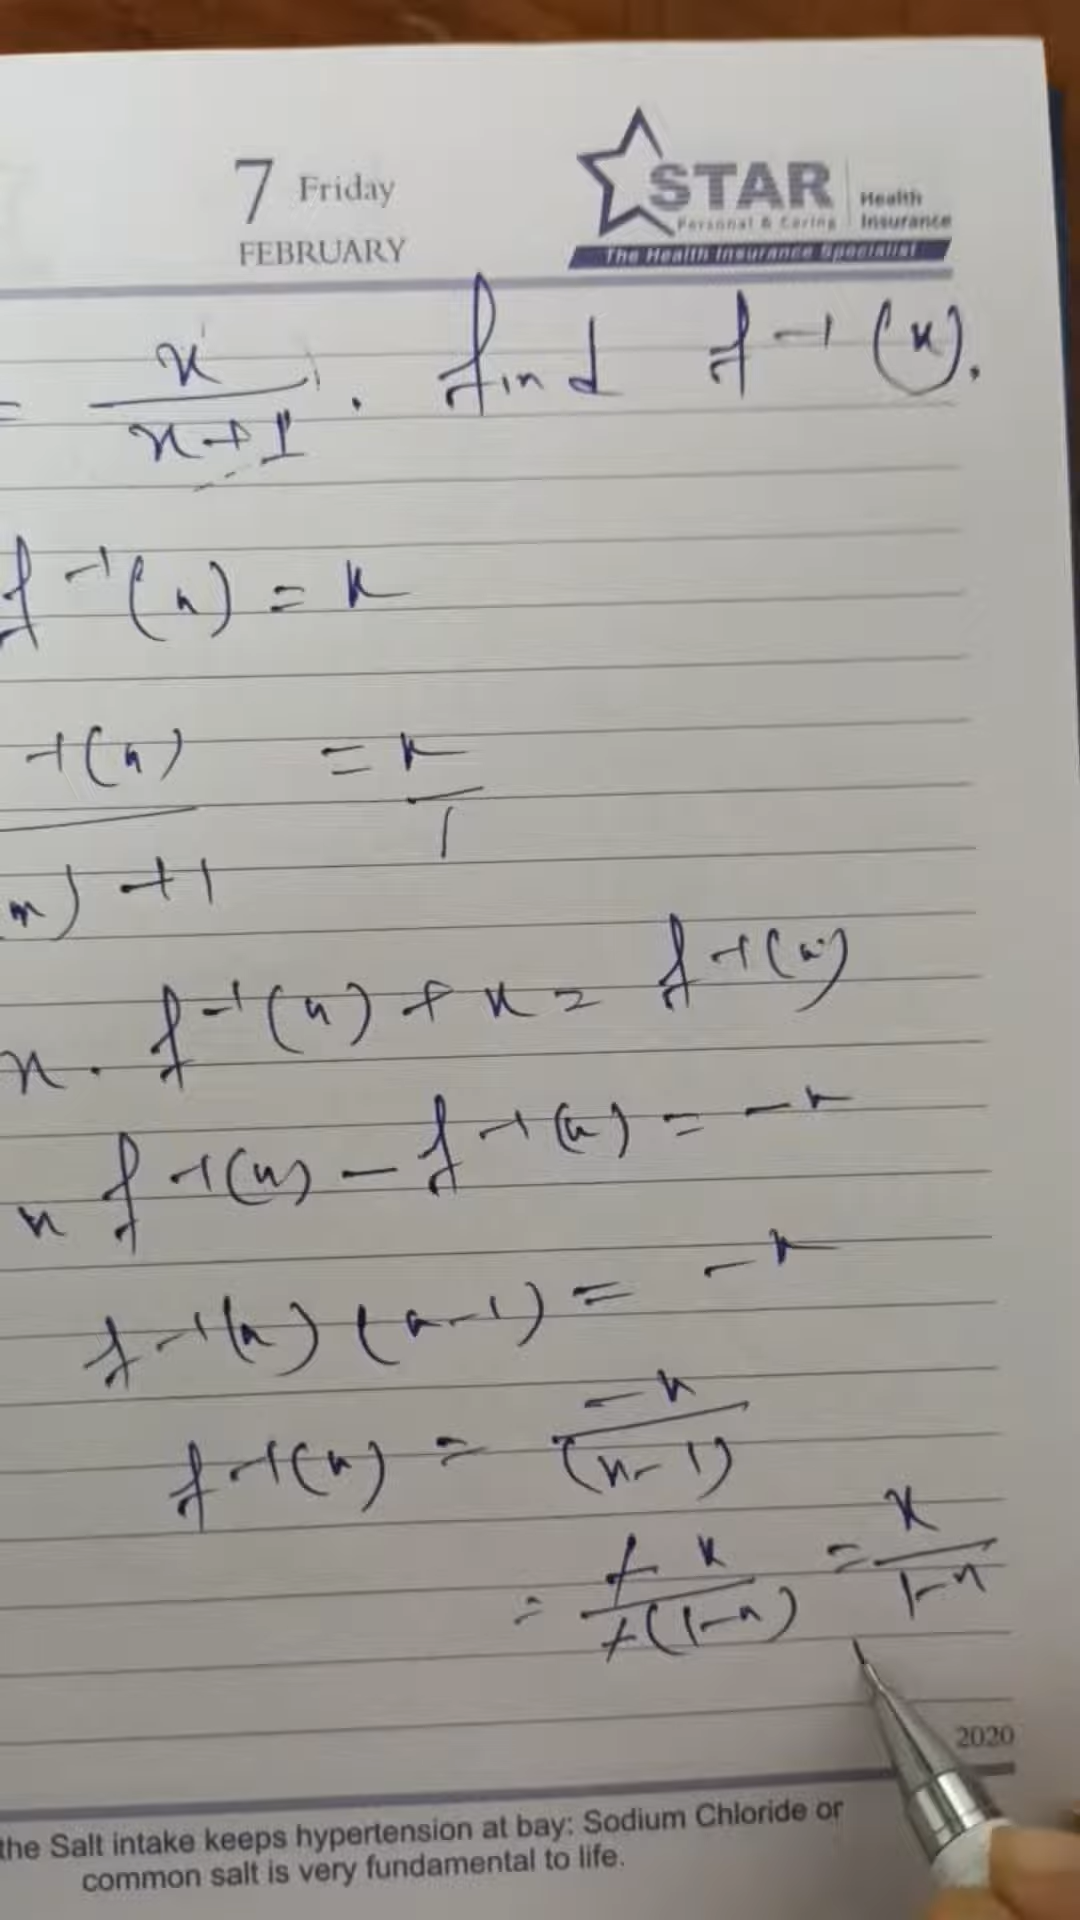 7 Friday
FEBRUARY
STAR Health Insurance
Personal & Caring
The Health Insurance Specialist
= x/(x+1). find f⁻¹(x).
f⁻¹(x) = x
⁻¹(x) = x/1
x) + 1
x . f⁻¹(x) + x = f⁻¹(x)
x f⁻¹(x) − f⁻¹(x) = −x
f⁻¹(x) (x−1) = −x
f⁻¹(x) = −x/(x−1)
= −x/−(1−x) = x/1−x
2020
the Salt intake keeps hypertension at bay: Sodium Chloride or
common salt is very fundamental to life.